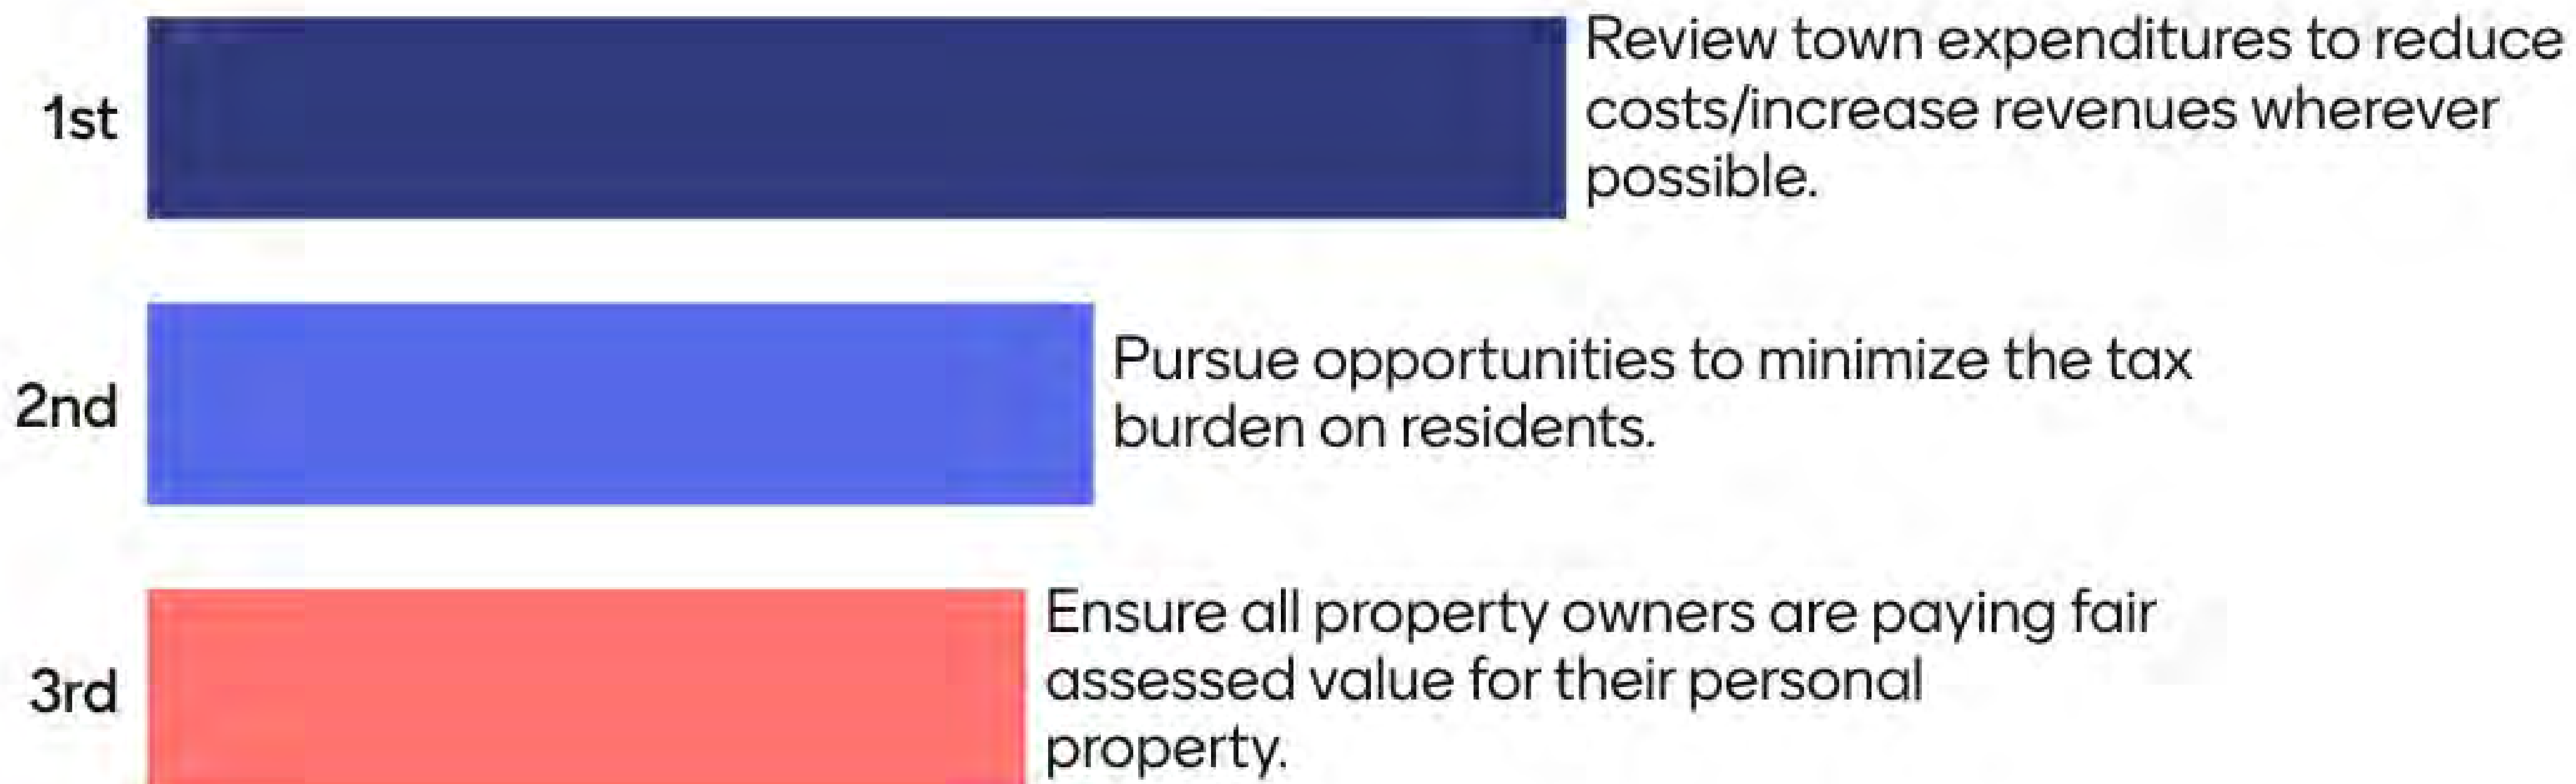 1st
Review town expenditures to reduce
costs/increase revenues wherever
possible.
2nd
Pursue opportunities to minimize the tax
burden on residents.
3rd
Ensure all property owners are paying fair
assessed value for their personal
property.